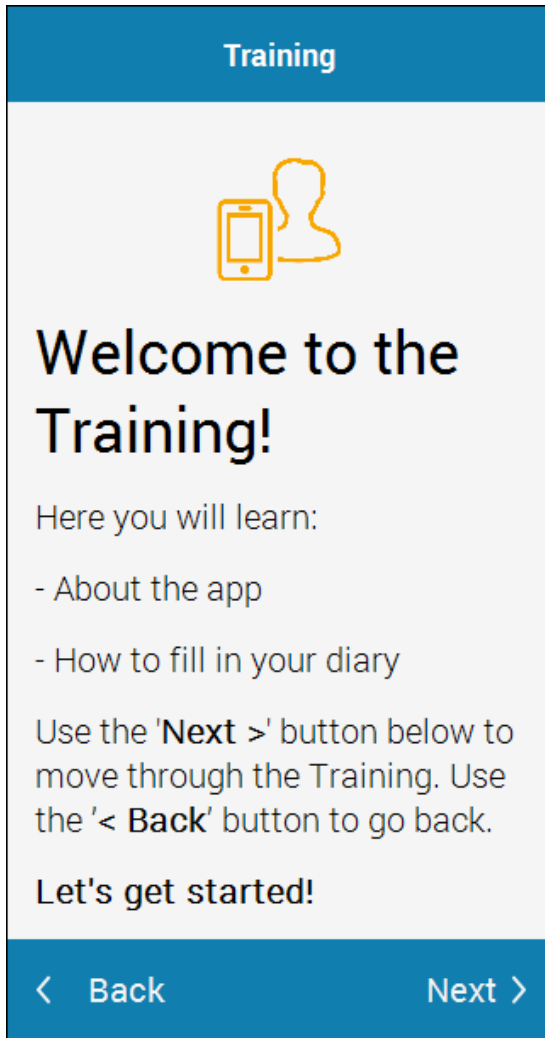 Training
Welcome to the
Training!
Here you will learn:
- About the app
- How to fill in your diary
Use the 'Next >' button below to
move through the Training. Use
the '< Back' button to go back.
Let's get started!
< Back
Next >